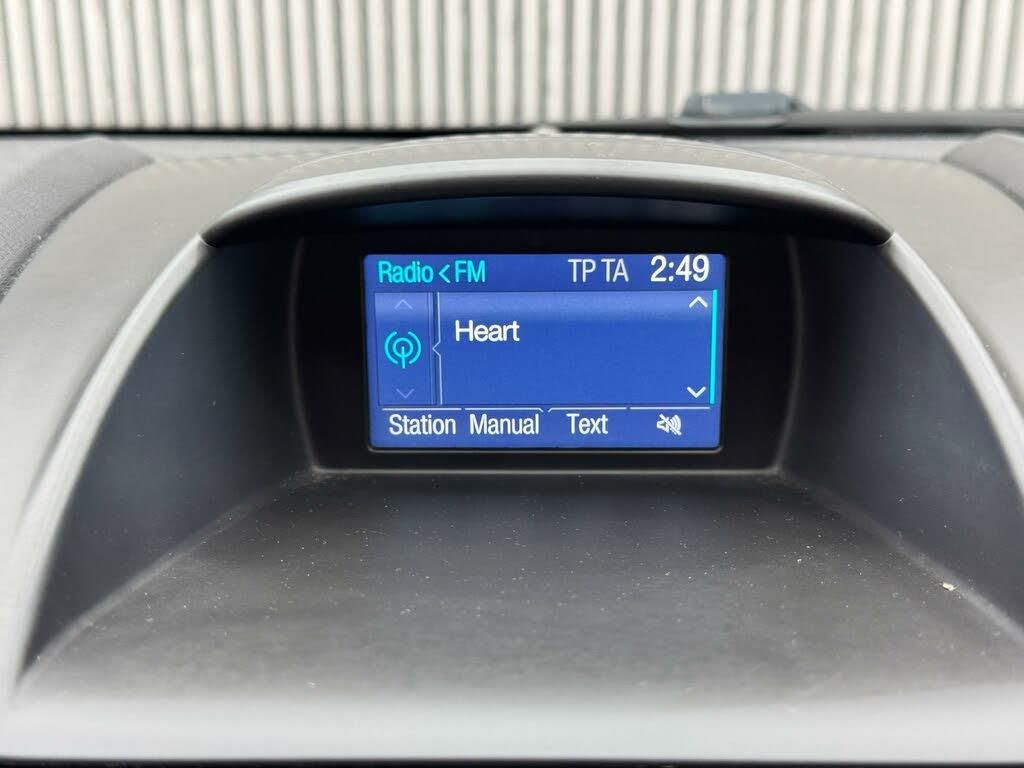 Radio < FM TP TA 2:49
Heart
Station Manual Text